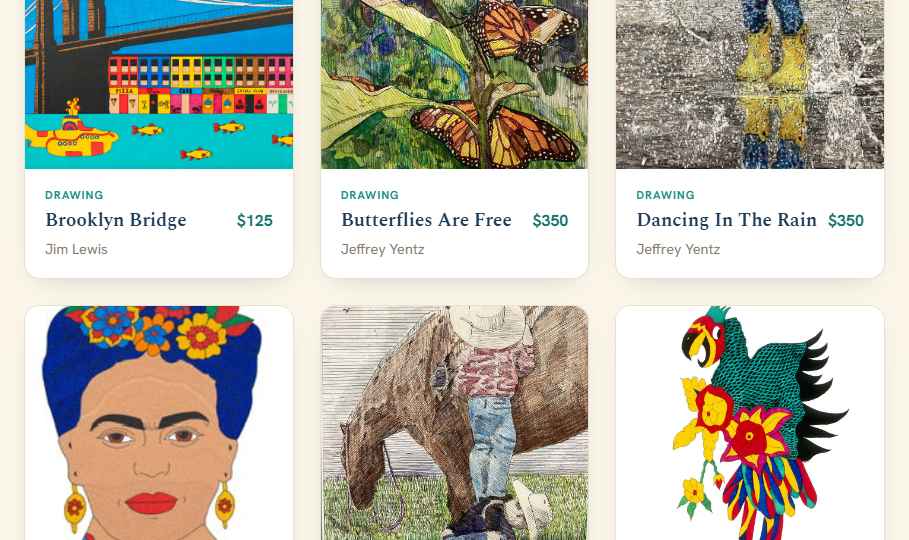 PIZZA
DRAWING
Brooklyn Bridge $125
Jim Lewis
DRAWING
Butterflies Are Free $350
Jeffrey Yentz
DRAWING
Dancing In The Rain $350
Jeffrey Yentz